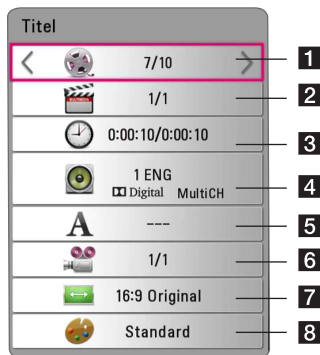 Titel
7/10
1
MULTIMEDIA
1/1
2
0:00:10/0:00:10
3
1 ENG
Digital MultiCH
4
A
---
5
1/1
6
16:9 Original
7
Standard
8